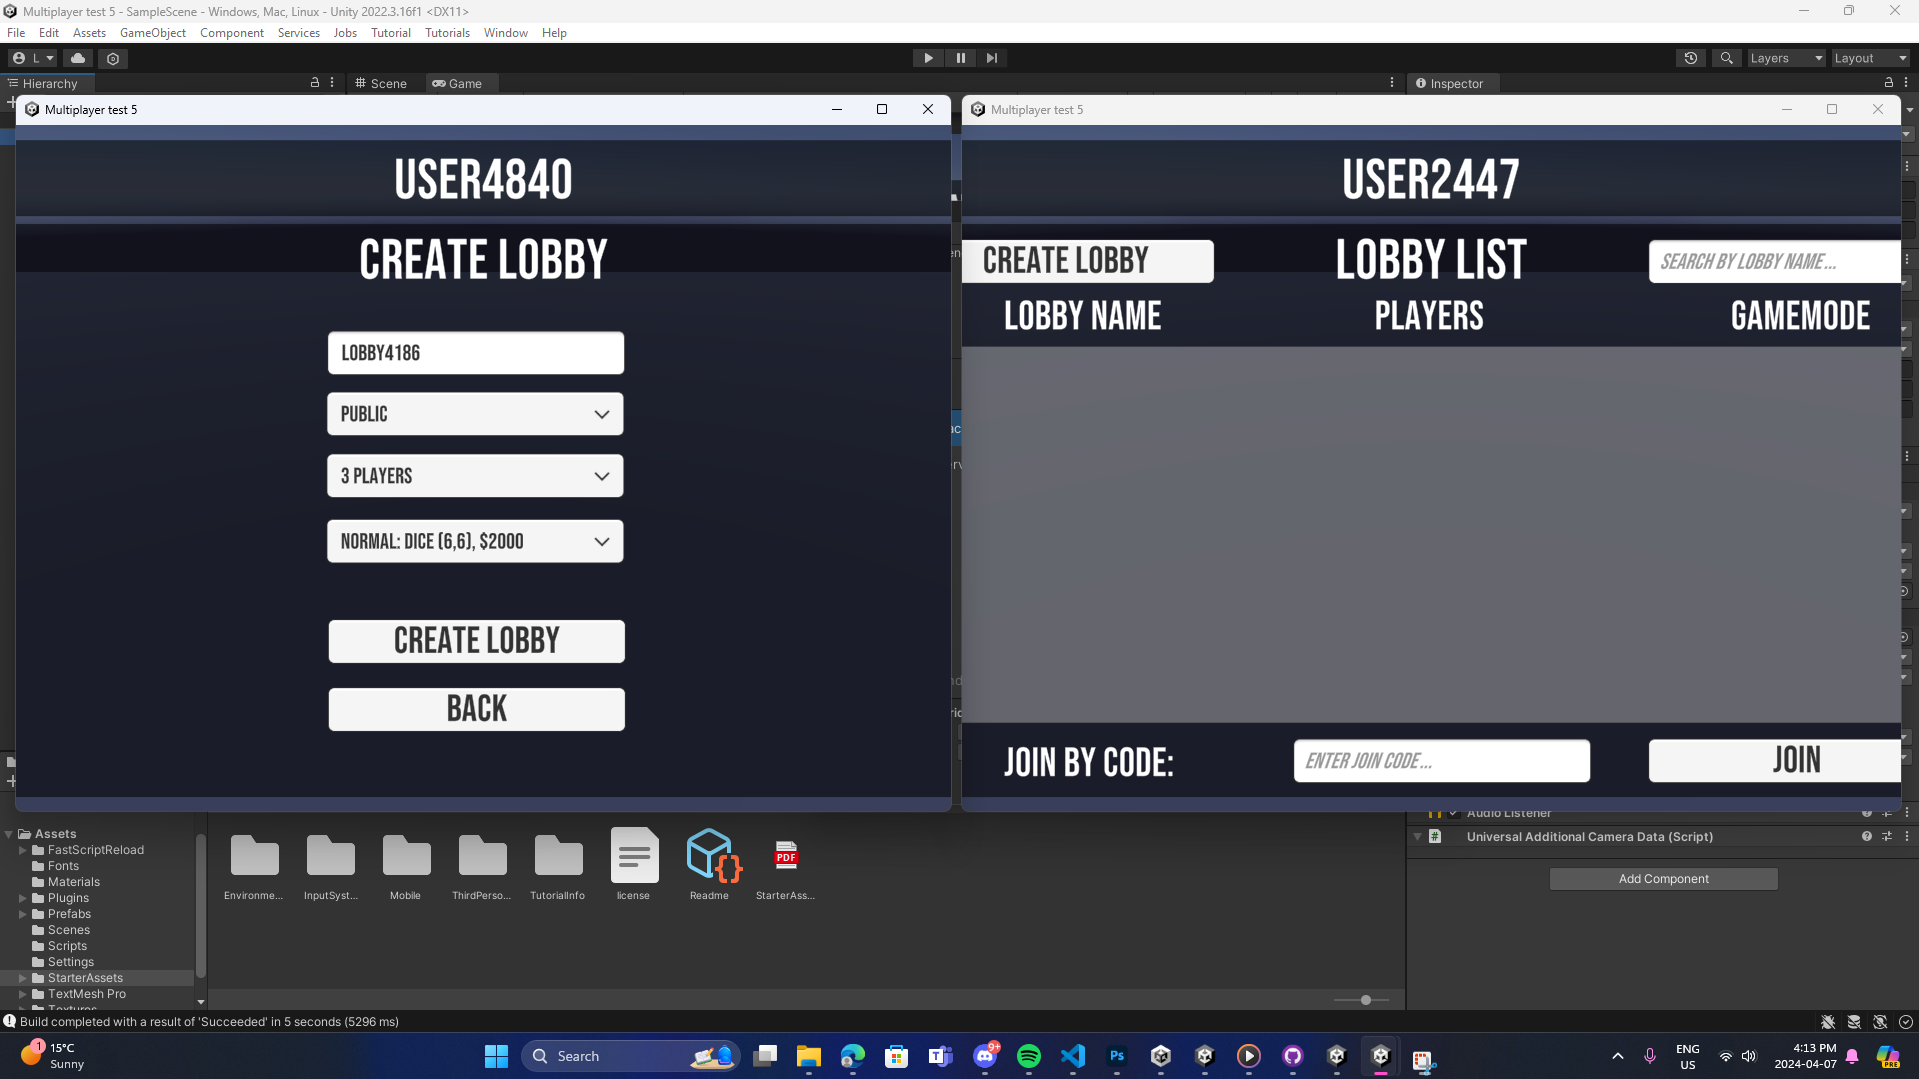 Multiplayer test 5 - SampleScene - Windows, Mac, Linux - Unity 2022.3.16f1 <DX11>
File Edit Assets GameObject Component Services Jobs Tutorial Tutorials Window Help
L
Layers
Layout
Hierarchy
Scene
Game
Inspector
Multiplayer test 5
USER4840
CREATE LOBBY
LOBBY4186
PUBLIC
3 PLAYERS
NORMAL: DICE (6,6), $2000
CREATE LOBBY
BACK
Multiplayer test 5
USER2447
CREATE LOBBY
LOBBY LIST
SEARCH BY LOBBY NAME...
LOBBY NAME
PLAYERS
GAMEMODE
JOIN BY CODE:
ENTER JOIN CODE...
JOIN
Audio Listener
Universal Additional Camera Data (Script)
Add Component
Assets
FastScriptReload
Fonts
Materials
Plugins
Prefabs
Scenes
Scripts
Settings
StarterAssets
TextMesh Pro
Textures
Environme...
InputSyst...
Mobile
ThirdPerso...
TutorialInfo
license
Readme
PDF
StarterAss...
Build completed with a result of 'Succeeded' in 5 seconds (5296 ms)
1
15°C
Sunny
Search
9+
Ps
ENG
US
4:13 PM
2024-04-07
PRE